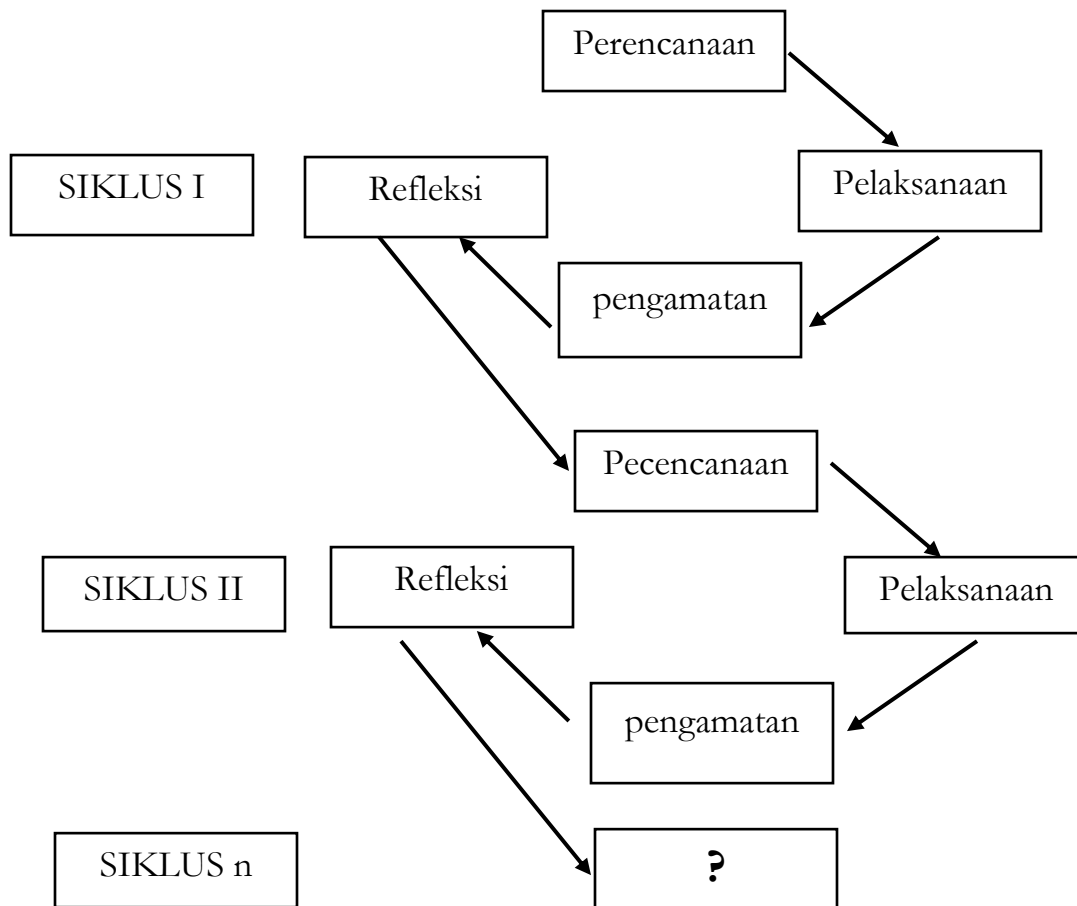 Perencanaan
SIKLUS I
Refleksi
Pelaksanaan
pengamatan
Pecencanaan
SIKLUS II
Refleksi
Pelaksanaan
pengamatan
SIKLUS n
?